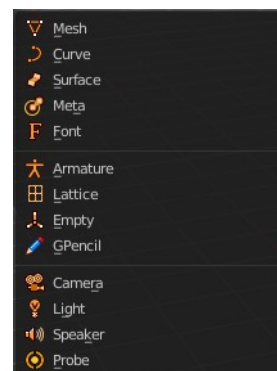 Mesh
Curve
Surface
Meta
Font
Armature
Lattice
Empty
GPencil
Camera
Light
Speaker
Probe